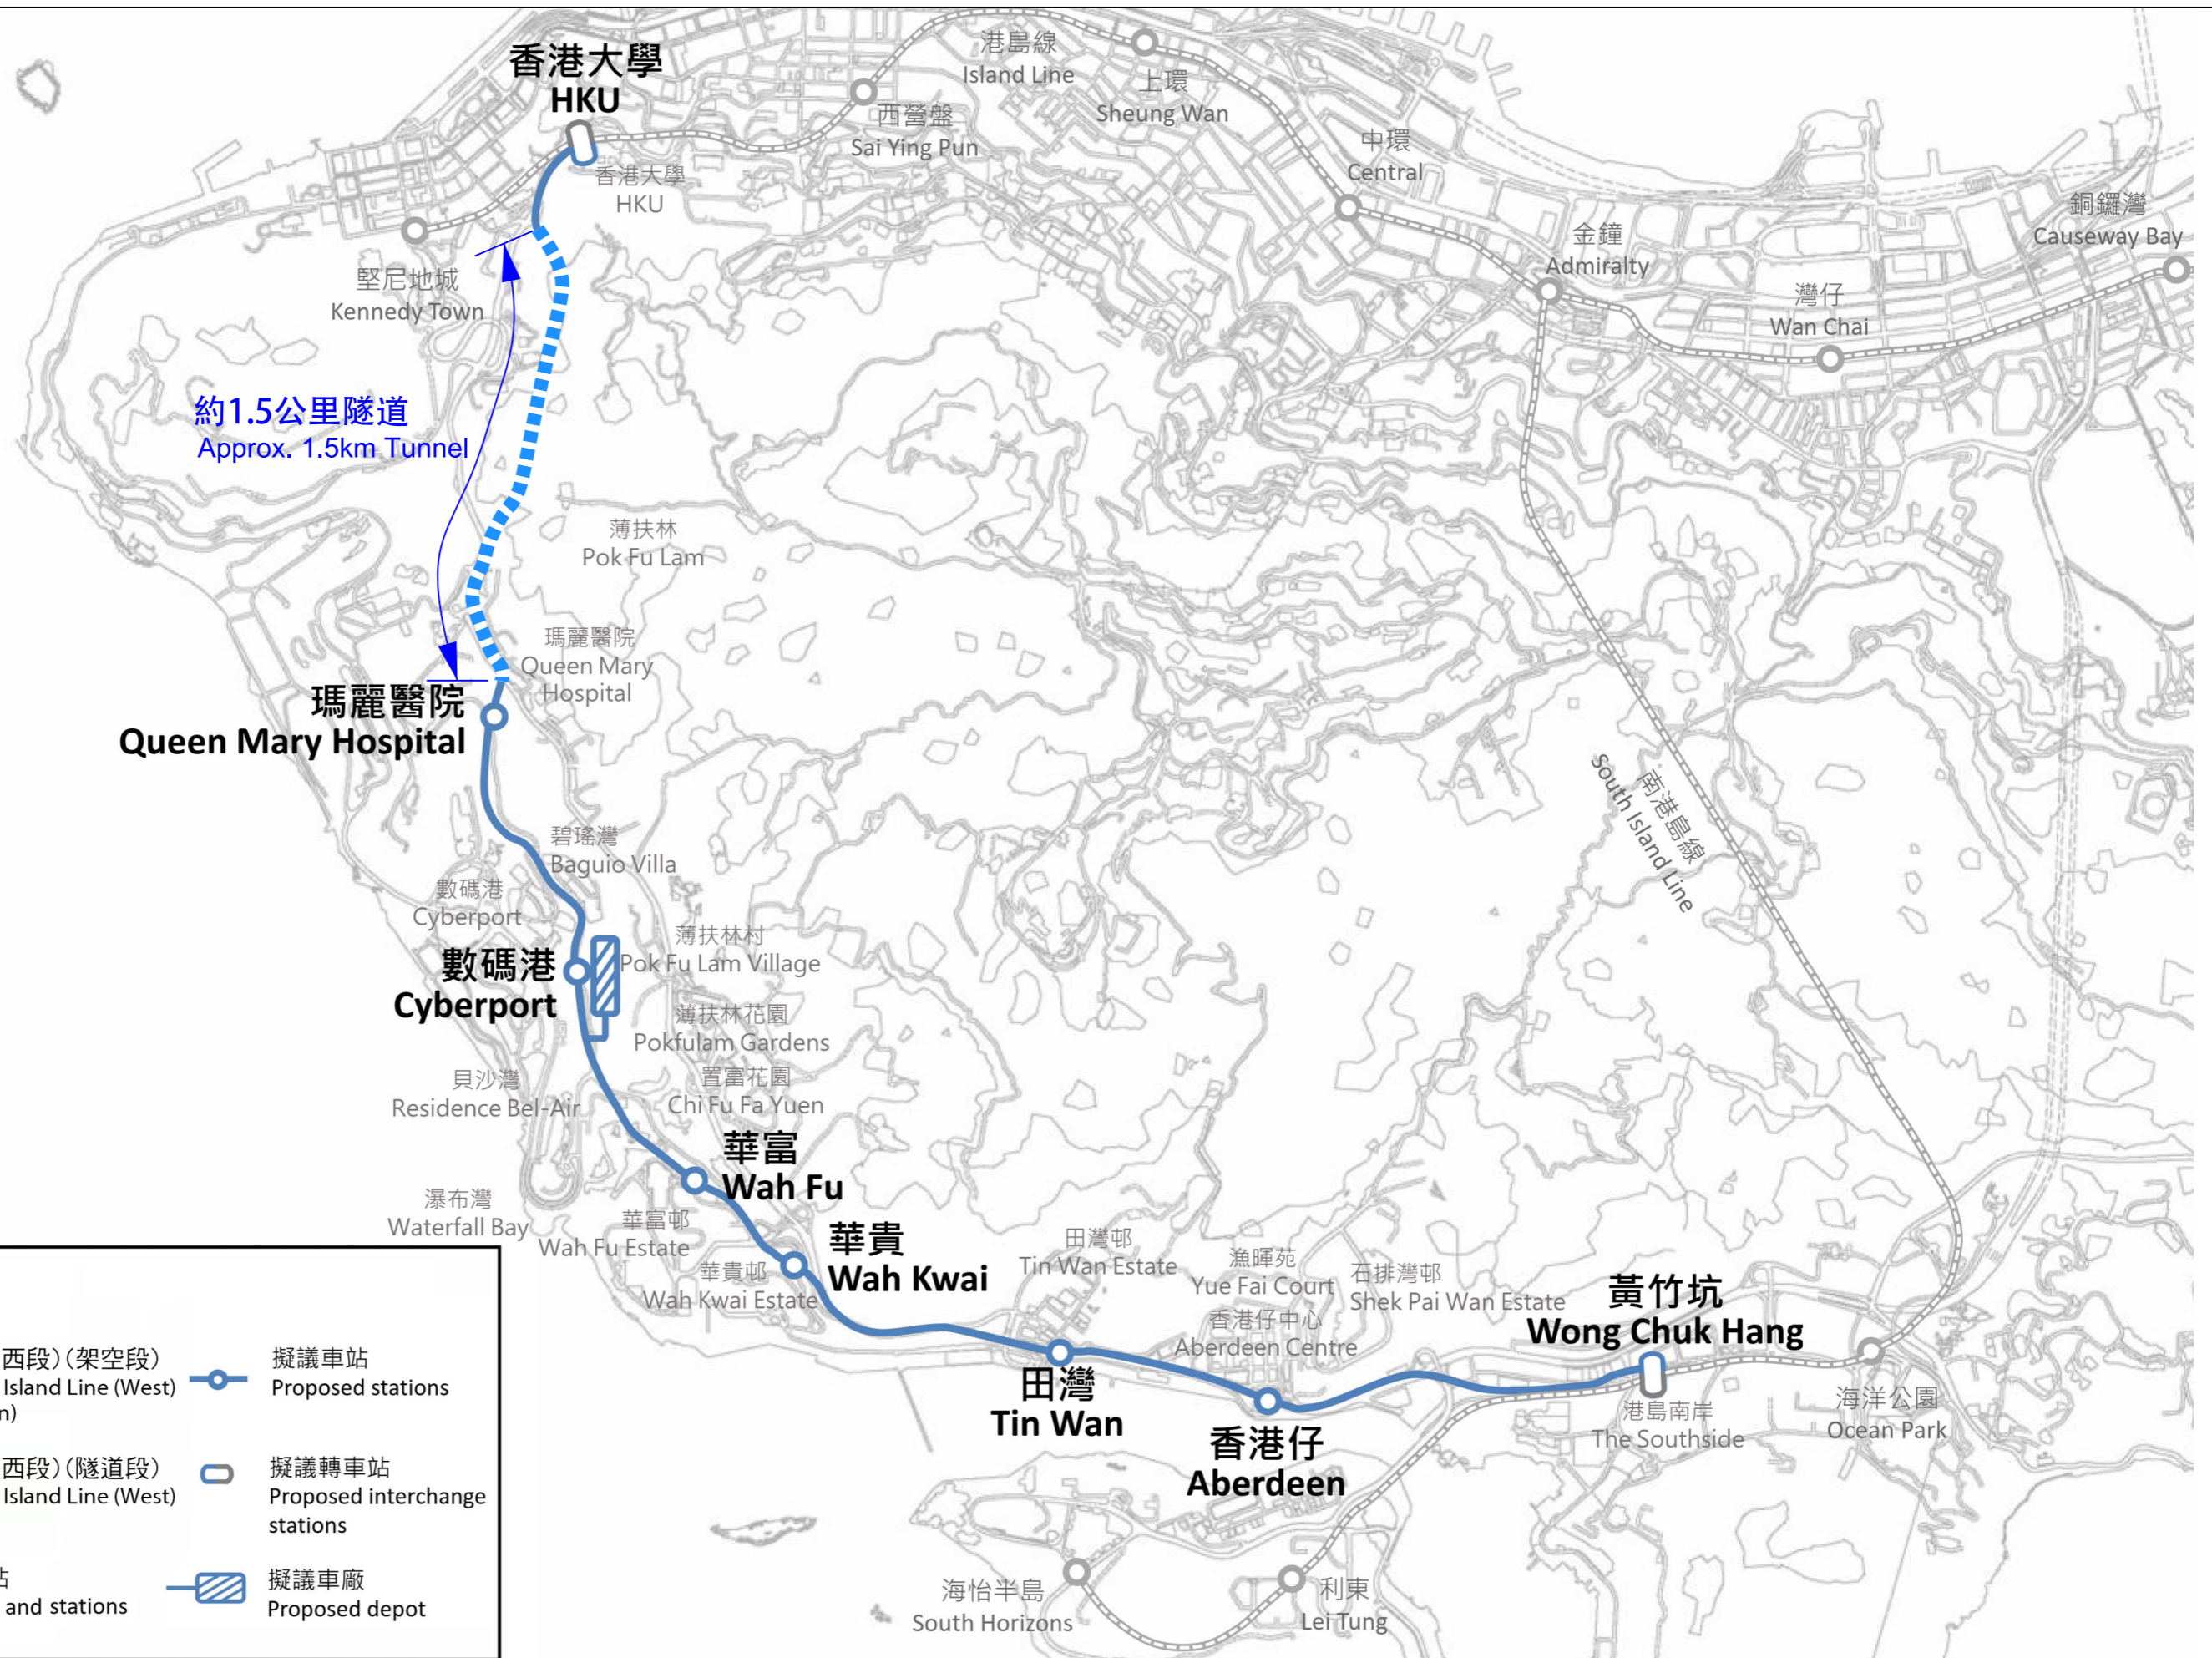 香港大學
HKU
港島線
Island Line
上環
Sheung Wan
西營盤
Sai Ying Pun
中環
Central
香港大學
HKU
金鐘
Admiralty
銅鑼灣
Causeway Bay
堅尼地城
Kennedy Town
灣仔
Wan Chai
約1.5公里隧道
Approx. 1.5km Tunnel
薄扶林
Pok Fu Lam
瑪麗醫院
Queen Mary
Hospital
瑪麗醫院
Queen Mary Hospital
南港島線
South Island Line
碧瑤灣
Baguio Villa
數碼港
Cyberport
數碼港
Cyberport
薄扶林村
Pok Fu Lam Village
薄扶林花園
Pokfulam Gardens
貝沙灣
Residence Bel-Air
置富花園
Chi Fu Fa Yuen
華富
Wah Fu
瀑布灣
Waterfall Bay
華富邨
Wah Fu Estate
華貴
Wah Kwai
華貴邨
Wah Kwai Estate
田灣邨
Tin Wan Estate
漁暉苑
Yue Fai Court
石排灣邨
Shek Pai Wan Estate
香港仔中心
Aberdeen Centre
黃竹坑
Wong Chuk Hang
田灣
Tin Wan
香港仔
Aberdeen
港島南岸
The Southside
海洋公園
Ocean Park
海怡半島
South Horizons
利東
Lei Tung
西段)(架空段)
Island Line (West)
n)
擬議車站
Proposed stations
西段)(隧道段)
Island Line (West)
擬議轉車站
Proposed interchange
stations
站
and stations
擬議車廠
Proposed depot